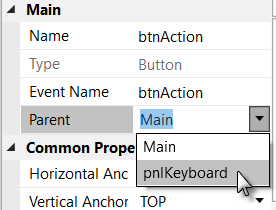 Main
Name btnAction
Type Button
Event Name btnAction
Parent Main
Main
Common Prope
pnlKeyboard
Horizontal Anc
Vertical Anchor TOP